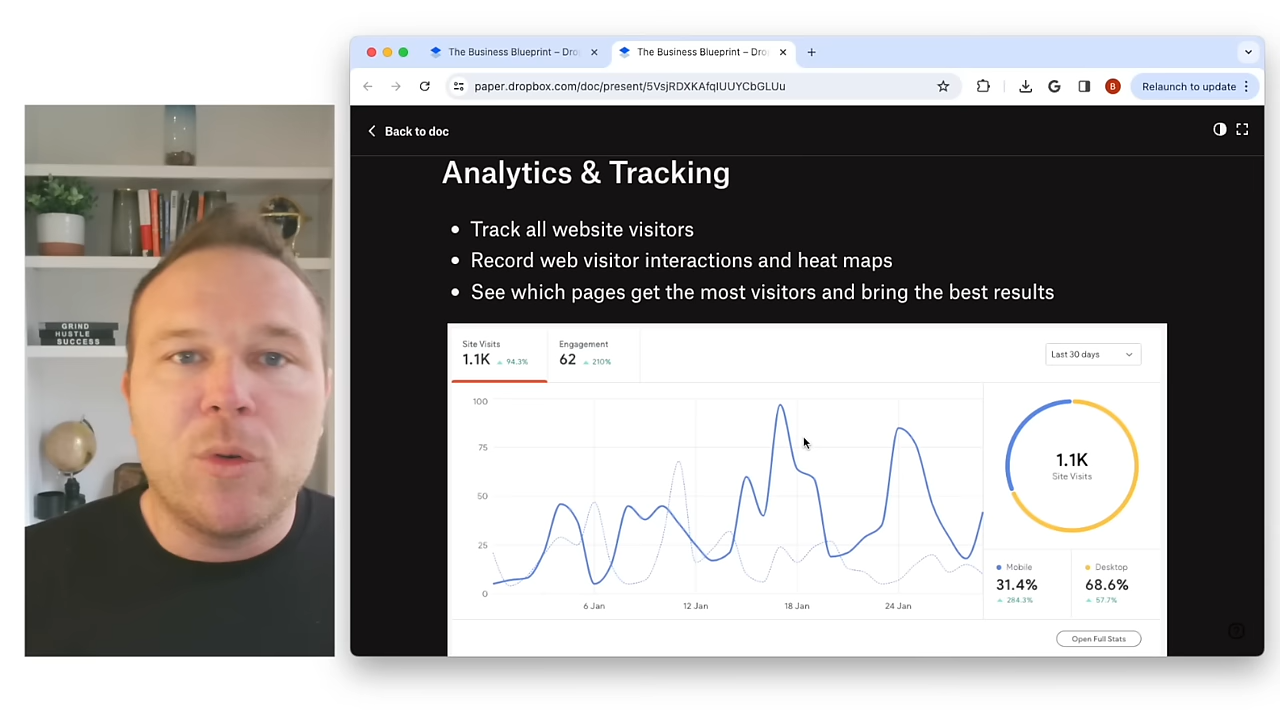 The Business Blueprint – Dro
The Business Blueprint – Dro
paper.dropbox.com/doc/present/5VsjRDXKAfqIUUYCbGLUu
G
B
Relaunch to update
Back to doc
Analytics & Tracking
• Track all website visitors
• Record web visitor interactions and heat maps
• See which pages get the most visitors and bring the best results
Site Visits
1.1K 94.3%
Engagement
62 210%
Last 30 days
100
75
50
25
0
6 Jan
12 Jan
18 Jan
24 Jan
1.1K
Site Visits
Mobile
31.4%
284.3%
Desktop
68.6%
57.7%
Open Full Stats
GRIND
HUSTLE
SUCCESS